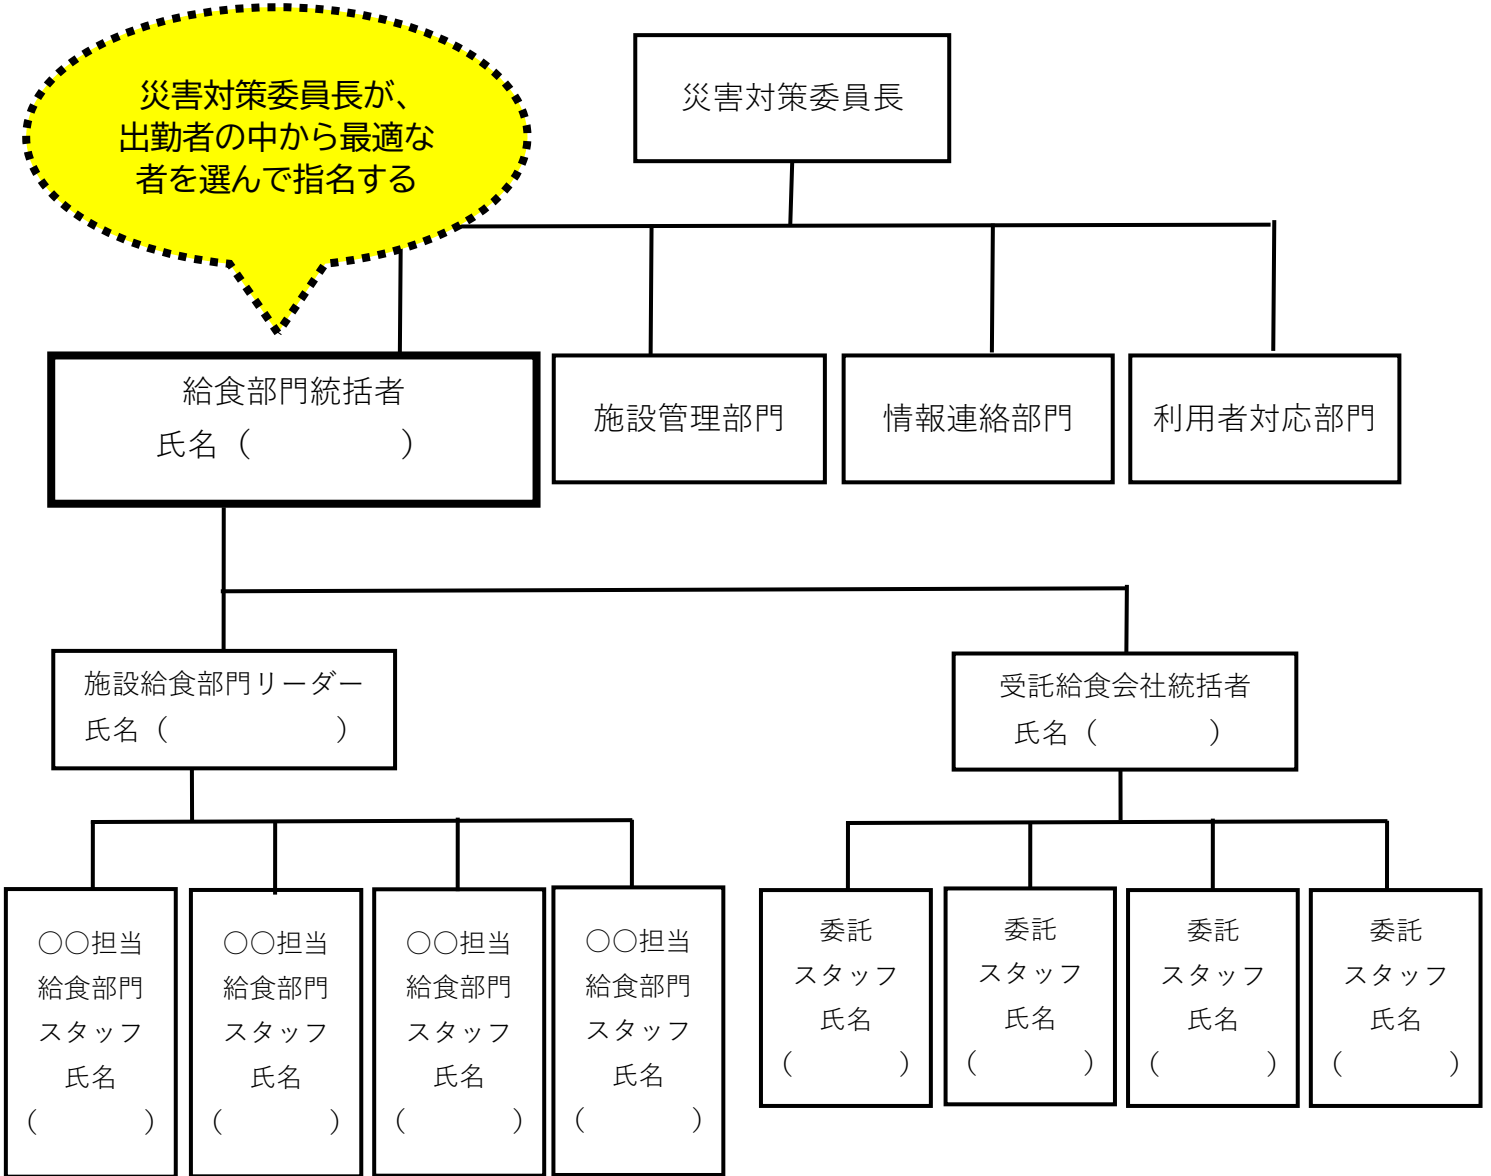 災害対策委員長が、
出勤者の中から最適な
者を選んで指名する
災害対策委員長
給食部門統括者
氏名（　　　　）
施設管理部門
情報連絡部門
利用者対応部門
施設給食部門リーダー
氏名（　　　　　　）
受託給食会社統括者
氏名（　　　　）
〇〇担当
給食部門
スタッフ
氏名
（　　　　）
〇〇担当
給食部門
スタッフ
氏名
（　　　　）
〇〇担当
給食部門
スタッフ
氏名
（　　　　）
〇〇担当
給食部門
スタッフ
氏名
（　　　　）
委託
スタッフ
氏名
（　　　　）
委託
スタッフ
氏名
（　　　　）
委託
スタッフ
氏名
（　　　　）
委託
スタッフ
氏名
（　　　　）